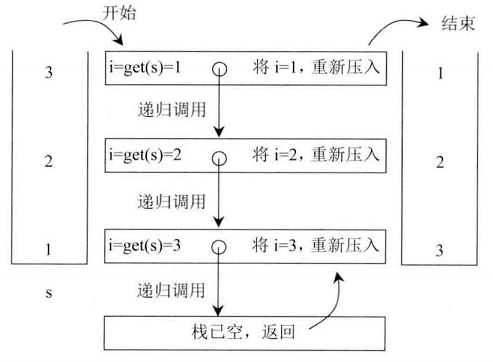 开始
结束
3
i=get(s)=1
将 i=1，重新压入
1
递归调用
2
i=get(s)=2
将 i=2，重新压入
2
递归调用
1
i=get(s)=3
将 i=3，重新压入
3
s
递归调用
栈已空，返回